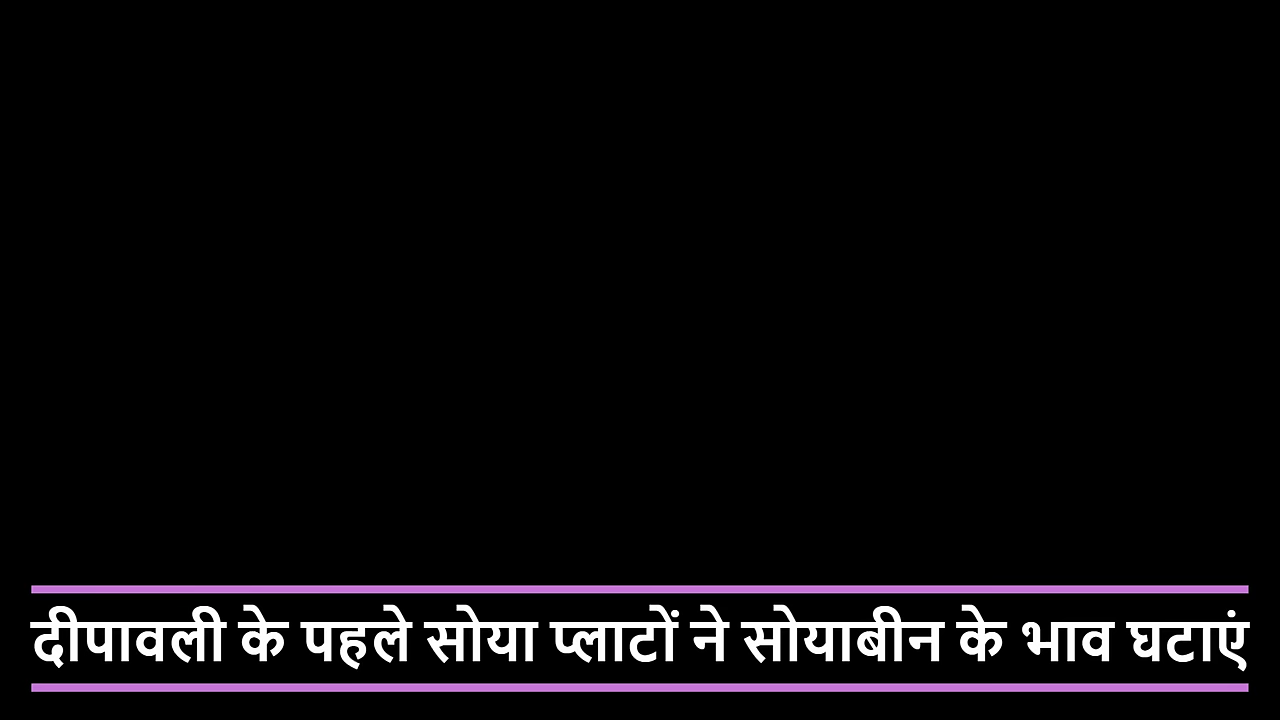 दीपावली के पहले सोया प्लाटों ने सोयाबीन के भाव घटाएं